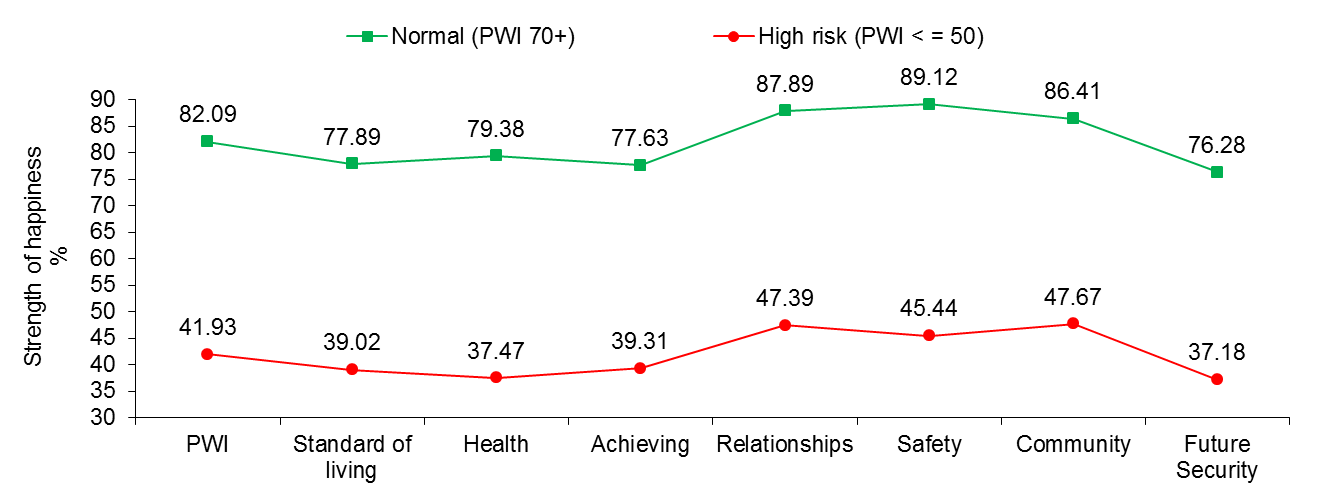 Normal (PWI 70+)
High risk (PWI < = 50)
Strength of happiness
%
90
85
80
75
70
65
60
55
50
45
40
35
30
82.09
77.89
79.38
77.63
87.89
89.12
86.41
76.28
41.93
39.02
37.47
39.31
47.39
45.44
47.67
37.18
PWI
Standard of
living
Health
Achieving
Relationships
Safety
Community
Future
Security